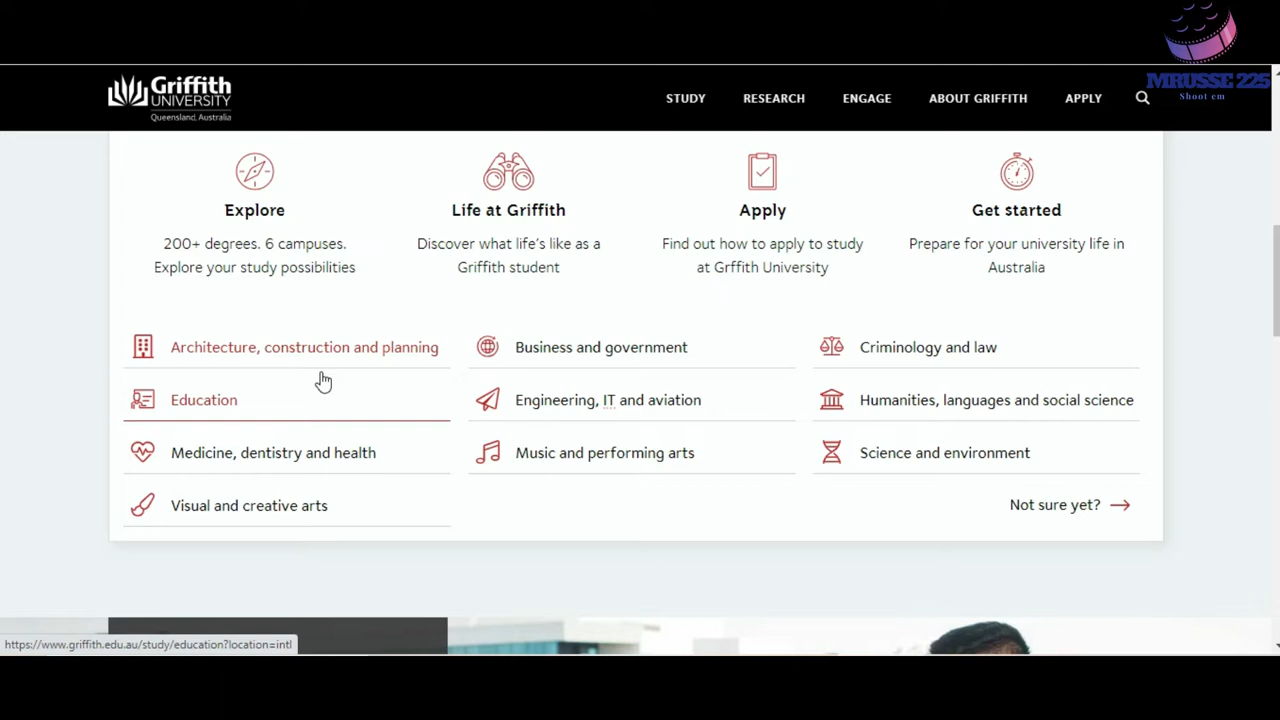 MRUSSE 225
Shoot em
Griffith
UNIVERSITY
Queensland, Australia
STUDY
RESEARCH
ENGAGE
ABOUT GRIFFITH
APPLY
Explore
200+ degrees. 6 campuses.
Explore your study possibilities
Life at Griffith
Discover what life's like as a
Griffith student
Apply
Find out how to apply to study
at Grffith University
Get started
Prepare for your university life in
Australia
Architecture, construction and planning
Business and government
Criminology and law
Education
Engineering, IT and aviation
Humanities, languages and social science
Medicine, dentistry and health
Music and performing arts
Science and environment
Visual and creative arts
Not sure yet?
https://www.griffith.edu.au/study/education?location=intl